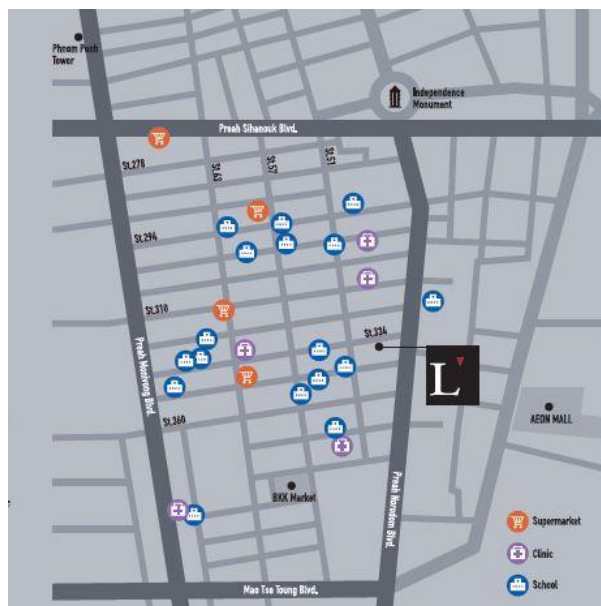 Phnom Penh
Tower
Independence
Monument
Preah Sihanouk Blvd.
St.278
St.63
St.57
St.51
St.294
St.310
St.334
Preah Monivong Blvd.
L
St.360
AEON MALL
BKK Market
Preah Norodom Blvd.
Supermarket
Clinic
School
Mao Tse Toung Blvd.